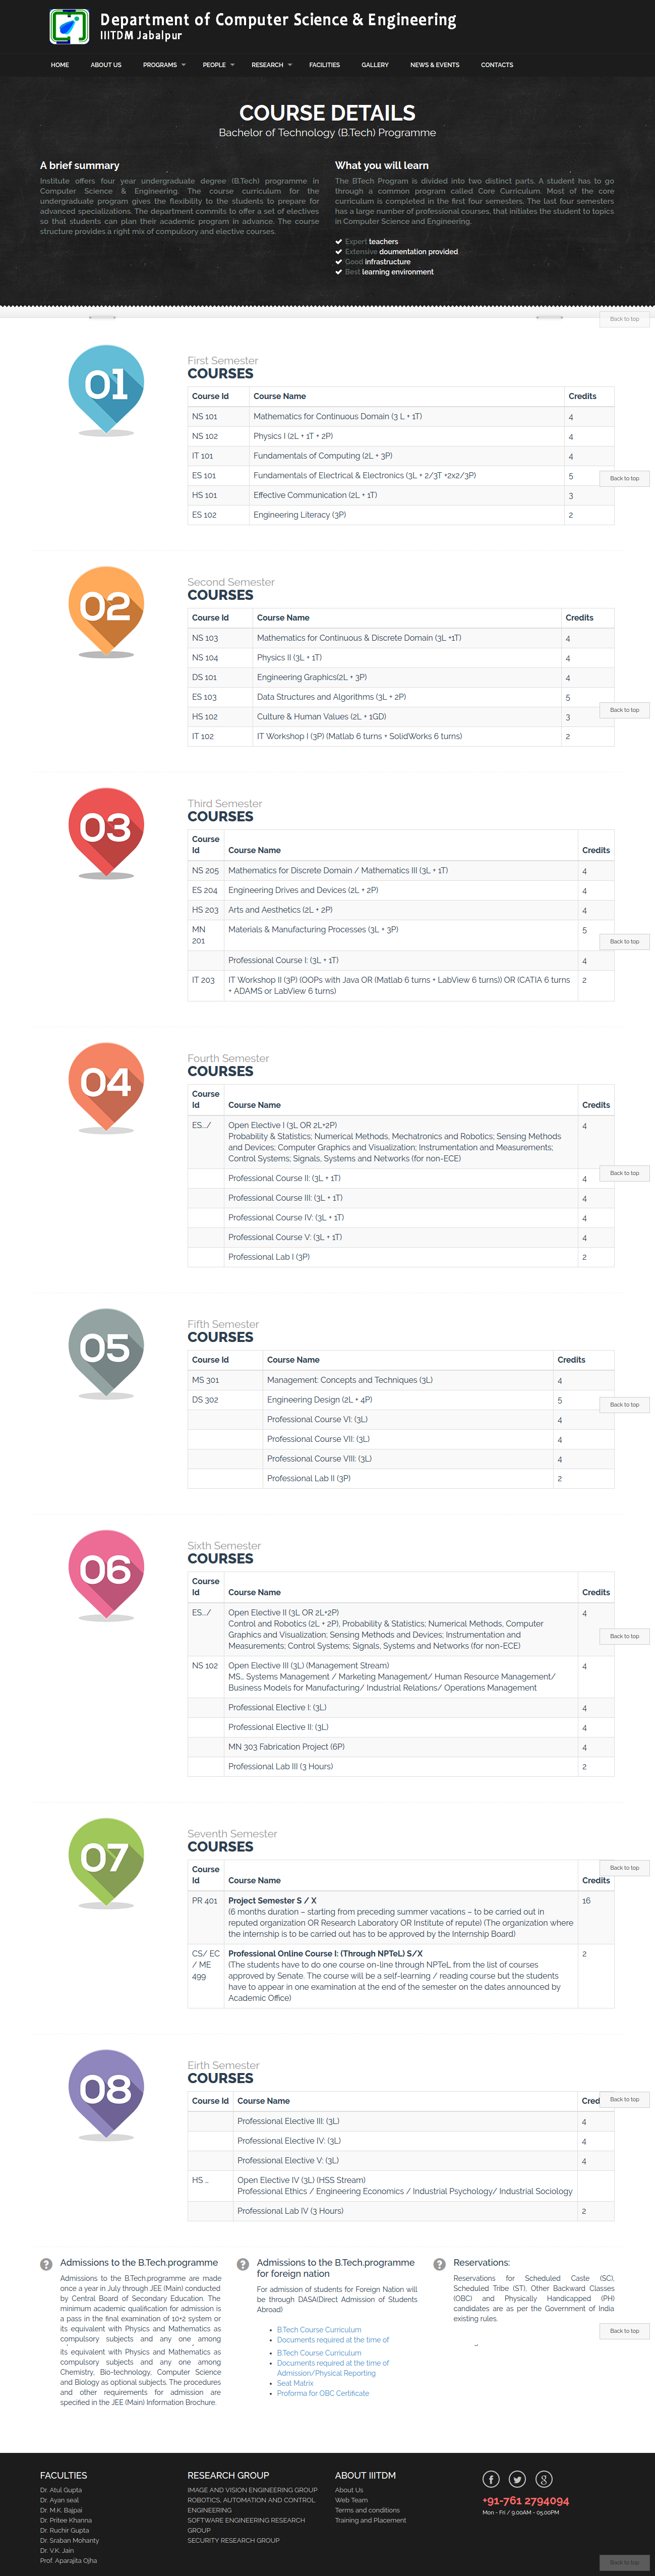 Department of Computer Science & Engineering
IIITDM Jabalpur
HOME ABOUT US PROGRAMS PEOPLE RESEARCH FACILITIES GALLERY NEWS & EVENTS CONTACTS
COURSE DETAILS
Bachelor of Technology (B.Tech) Programme
A brief summary
Institute offers four year undergraduate degree (B.Tech) programme in
Computer Science & Engineering. The course curriculum for the
undergraduate program gives the flexibility to the students to prepare for
advanced specializations. The department commits to offer a set of electives
so that students can plan their academic program in advance. The course
structure provides a right mix of compulsory and elective courses.
What you will learn
The BTech Program is divided into two distinct parts. A student has to go
through a common program called Core Curriculum. Most of the core
curriculum is completed in the first four semesters. The last four semesters
has a large number of professional courses, that initiates the student to topics
in Computer Science and Engineering.
Expert teachers
Extensive doumentation provided
Good infrastructure
Best learning environment
Back to top
01
First Semester
COURSES
Course Id Course Name Credits
NS 101 Mathematics for Continuous Domain (3 L + 1T) 4
NS 102 Physics I (2L + 1T + 2P) 4
IT 101 Fundamentals of Computing (2L + 3P) 4
ES 101 Fundamentals of Electrical & Electronics (3L + 2/3T +2x2/3P) 5
Back to top
HS 101 Effective Communication (2L + 1T) 3
ES 102 Engineering Literacy (3P) 2
02
Second Semester
COURSES
Course Id Course Name Credits
NS 103 Mathematics for Continuous & Discrete Domain (3L +1T) 4
NS 104 Physics II (3L + 1T) 4
DS 101 Engineering Graphics(2L + 3P) 4
ES 103 Data Structures and Algorithms (3L + 2P) 5
Back to top
HS 102 Culture & Human Values (2L + 1GD) 3
IT 102 IT Workshop I (3P) (Matlab 6 turns + SolidWorks 6 turns) 2
03
Third Semester
COURSES
Course Id Course Name Credits
NS 205 Mathematics for Discrete Domain / Mathematics III (3L + 1T) 4
ES 204 Engineering Drives and Devices (2L + 2P) 4
HS 203 Arts and Aesthetics (2L + 2P) 4
MN 201 Materials & Manufacturing Processes (3L + 3P) 5
Back to top
Professional Course I: (3L + 1T) 4
IT 203 IT Workshop II (3P) (OOPs with Java OR (Matlab 6 turns + LabView 6 turns)) OR (CATIA 6 turns 2
+ ADAMS or LabView 6 turns)
04
Fourth Semester
COURSES
Course Id Course Name Credits
ES.../ Open Elective I (3L OR 2L+2P) 4
Probability & Statistics; Numerical Methods, Mechatronics and Robotics; Sensing Methods
and Devices; Computer Graphics and Visualization; Instrumentation and Measurements;
Control Systems; Signals, Systems and Networks (for non-ECE)
Back to top
Professional Course II: (3L + 1T) 4
Professional Course III: (3L + 1T) 4
Professional Course IV: (3L + 1T) 4
Professional Course V: (3L + 1T) 4
Professional Lab I (3P) 2
05
Fifth Semester
COURSES
Course Id Course Name Credits
MS 301 Management: Concepts and Techniques (3L) 4
DS 302 Engineering Design (2L + 4P) 5
Back to top
Professional Course VI: (3L) 4
Professional Course VII: (3L) 4
Professional Course VIII: (3L) 4
Professional Lab II (3P) 2
06
Sixth Semester
COURSES
Course Id Course Name Credits
ES.../ Open Elective II (3L OR 2L+2P) 4
Control and Robotics (2L + 2P), Probability & Statistics; Numerical Methods, Computer
Graphics and Visualization; Sensing Methods and Devices; Instrumentation and
Measurements; Control Systems; Signals, Systems and Networks (for non-ECE)
Back to top
NS 102 Open Elective III (3L) (Management Stream) 4
MS... Systems Management / Marketing Management/ Human Resource Management/
Business Models for Manufacturing/ Industrial Relations/ Operations Management
Professional Elective I: (3L) 4
Professional Elective II: (3L) 4
MN 303 Fabrication Project (6P) 4
Professional Lab III (3 Hours) 2
07
Seventh Semester
COURSES
Back to top
Course Id Course Name Credits
PR 401 Project Semester S / X 16
(6 months duration – starting from preceding summer vacations – to be carried out in
reputed organization OR Research Laboratory OR Institute of repute) (The organization where
the internship is to be carried out has to be approved by the Internship Board)
CS/ EC / ME 499 Professional Online Course I: (Through NPTeL) S/X 2
(The students have to do one course on-line through NPTeL from the list of courses
approved by Senate. The course will be a self-learning / reading course but the students
have to appear in one examination at the end of the semester on the dates announced by
Academic Office)
08
Eirth Semester
COURSES
Course Id Course Name Cred
Back to top
Professional Elective III: (3L) 4
Professional Elective IV: (3L) 4
Professional Elective V: (3L) 4
HS ... Open Elective IV (3L) (HSS Stream)
Professional Ethics / Engineering Economics / Industrial Psychology/ Industrial Sociology
Professional Lab IV (3 Hours) 2
Admissions to the B.Tech.programme
Admissions to the B.Tech.programme are made
once a year in July through JEE (Main) conducted
by Central Board of Secondary Education. The
minimum academic qualification for admission is
a pass in the final examination of 10+2 system or
its equivalent with Physics and Mathematics as
compulsory subjects and any one among
its equivalent with Physics and Mathematics as
compulsory subjects and any one among
Chemistry, Bio-technology, Computer Science
and Biology as optional subjects. The procedures
and other requirements for admission are
specified in the JEE (Main) Information Brochure.
Admissions to the B.Tech.programme
for foreign nation
For admission of students for Foreign Nation will
be through DASA(Direct Admission of Students
Abroad)
B.Tech Course Curriculum
Documents required at the time of
B.Tech Course Curriculum
Documents required at the time of
Admission/Physical Reporting
Seat Matrix
Proforma for OBC Certificate
Reservations:
Reservations for Scheduled Caste (SC),
Scheduled Tribe (ST), Other Backward Classes
(OBC) and Physically Handicapped (PH)
candidates are as per the Government of India
existing rules.
Back to top
FACULTIES
Dr. Atul Gupta
Dr. Ayan seal
Dr. M.K. Bajpai
Dr. Pritee Khanna
Dr. Ruchir Gupta
Dr. Sraban Mohanty
Dr. V.K. Jain
Prof. Aparajita Ojha
RESEARCH GROUP
IMAGE AND VISION ENGINEERING GROUP
ROBOTICS, AUTOMATION AND CONTROL
ENGINEERING
SOFTWARE ENGINEERING RESEARCH
GROUP
SECURITY RESEARCH GROUP
ABOUT IIITDM
About Us
Web Team
Terms and conditions
Training and Placement
+91-761 2794094
Mon - Fri / 9.00AM - 05.00PM
Back to top